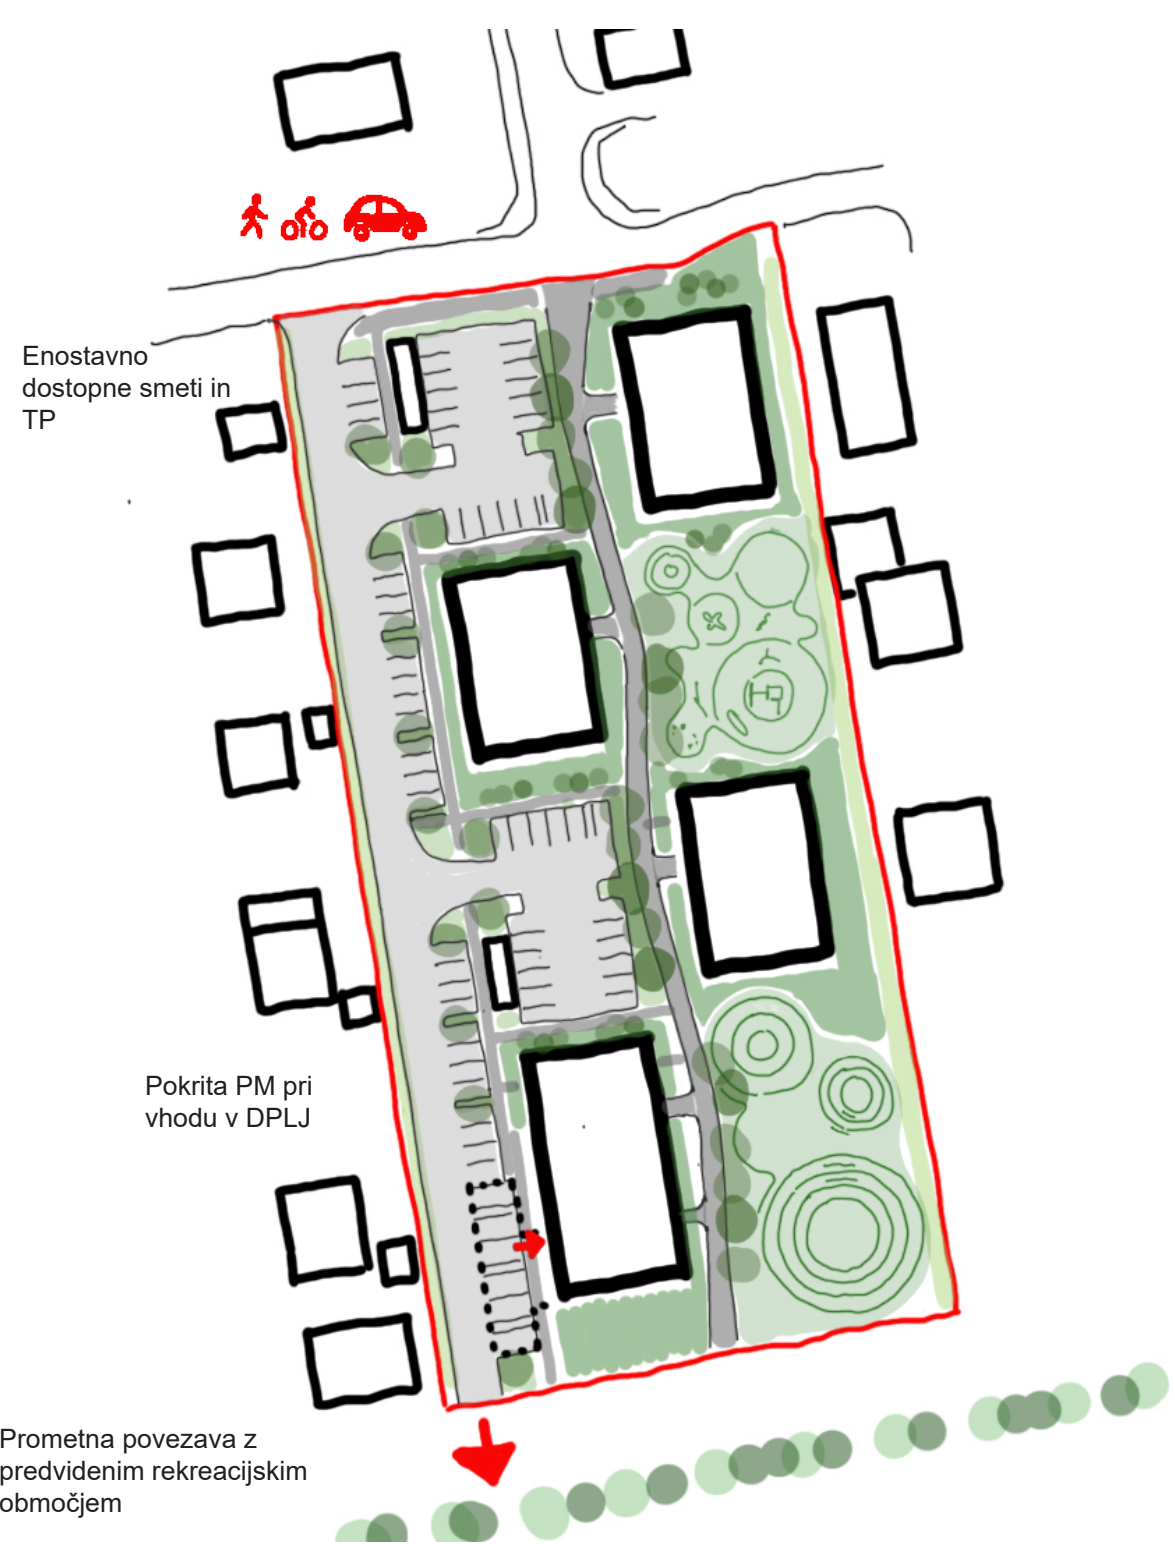 Enostavno
dostopne smeti in
TP
Pokrita PM pri
vhodu v DPLJ
Prometna povezava z
predvidenim rekreacijskim
območjem